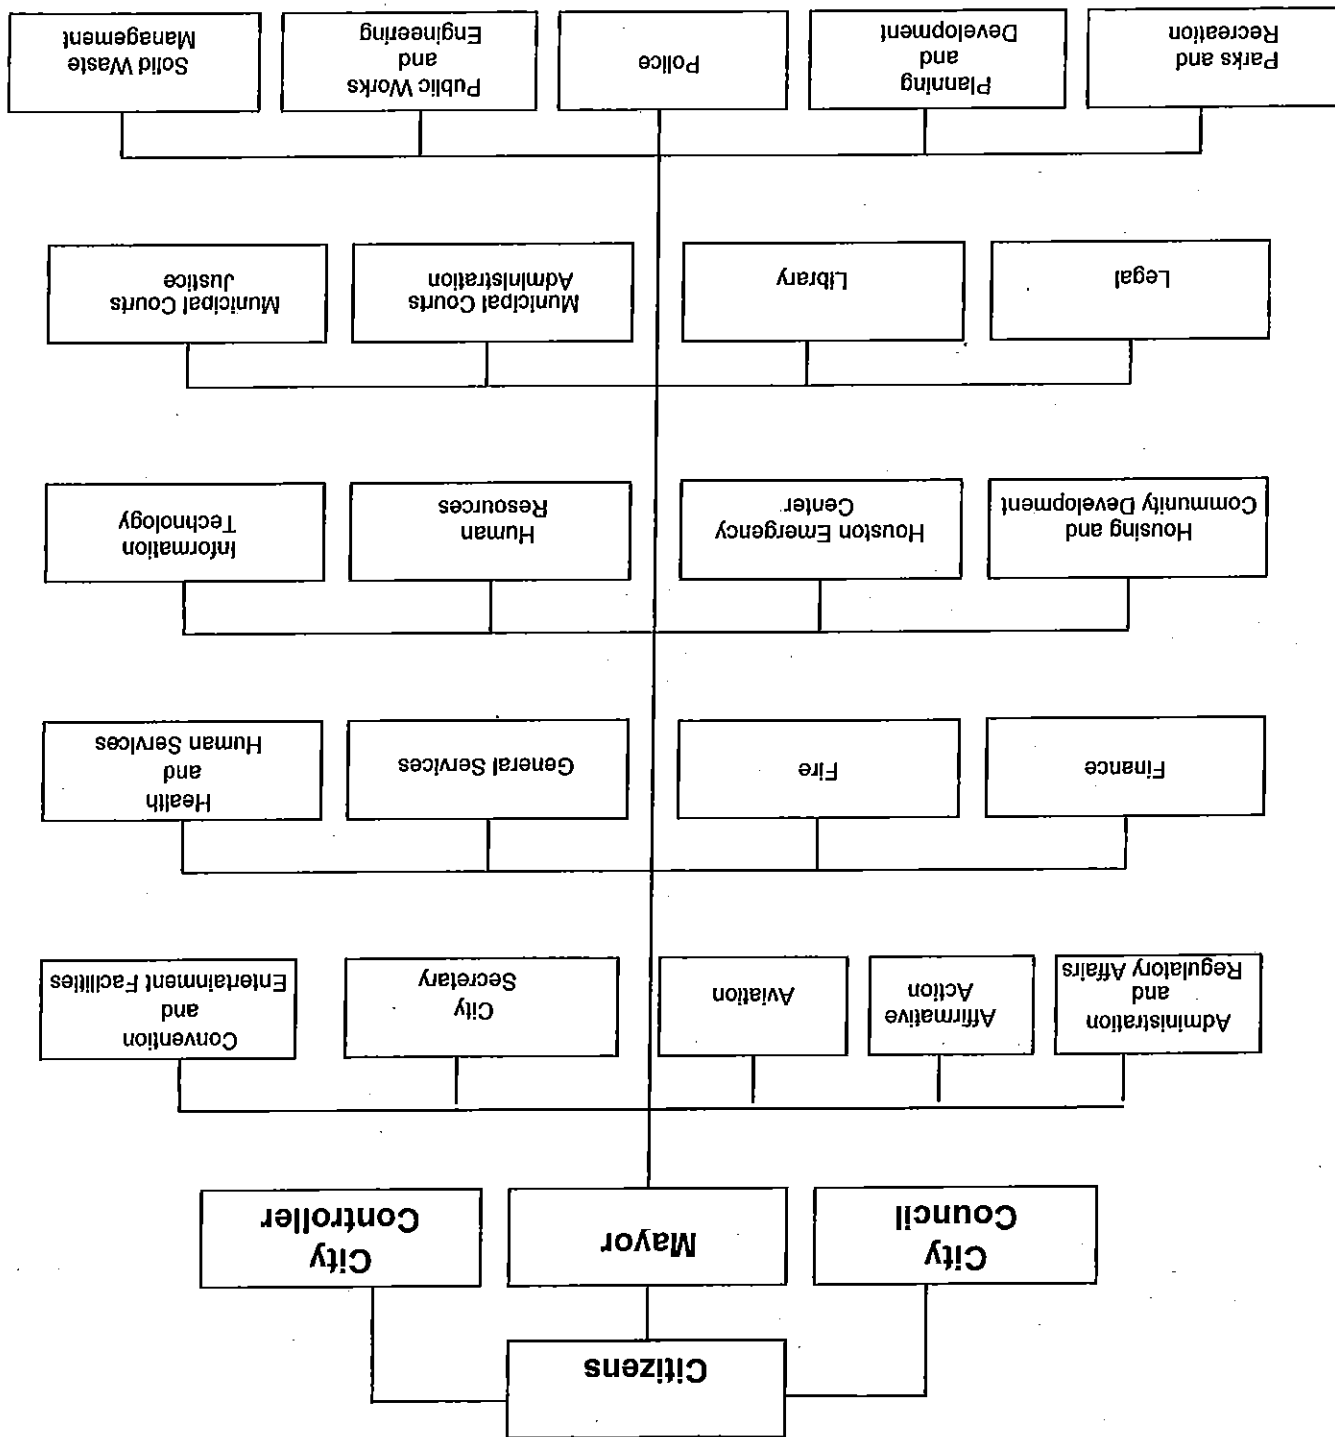 Citizens
City
Council
Mayor
City
Controller
Administration
and
Regulatory Affairs
Affirmative
Action
Aviation
City
Secretary
Convention
and
Entertainment Facilities
Finance
Fire
General Services
Health
and
Human Services
Housing and
Community Development
Houston Emergency
Center
Human
Resources
Information
Technology
Legal
Library
Municipal Courts
Administration
Municipal Courts
Justice
Parks and
Recreation
Planning
and
Development
Police
Public Works
and
Engineering
Solid Waste
Management